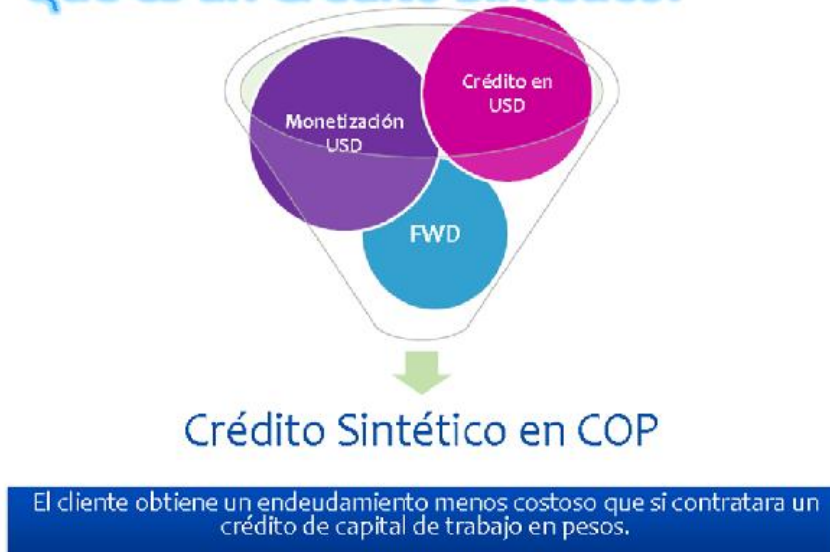 Crédito en
USD
Monetización
USD
FWD
Crédito Sintético en COP
El cliente obtiene un endeudamiento menos costoso que si contratara un
crédito de capital de trabajo en pesos.